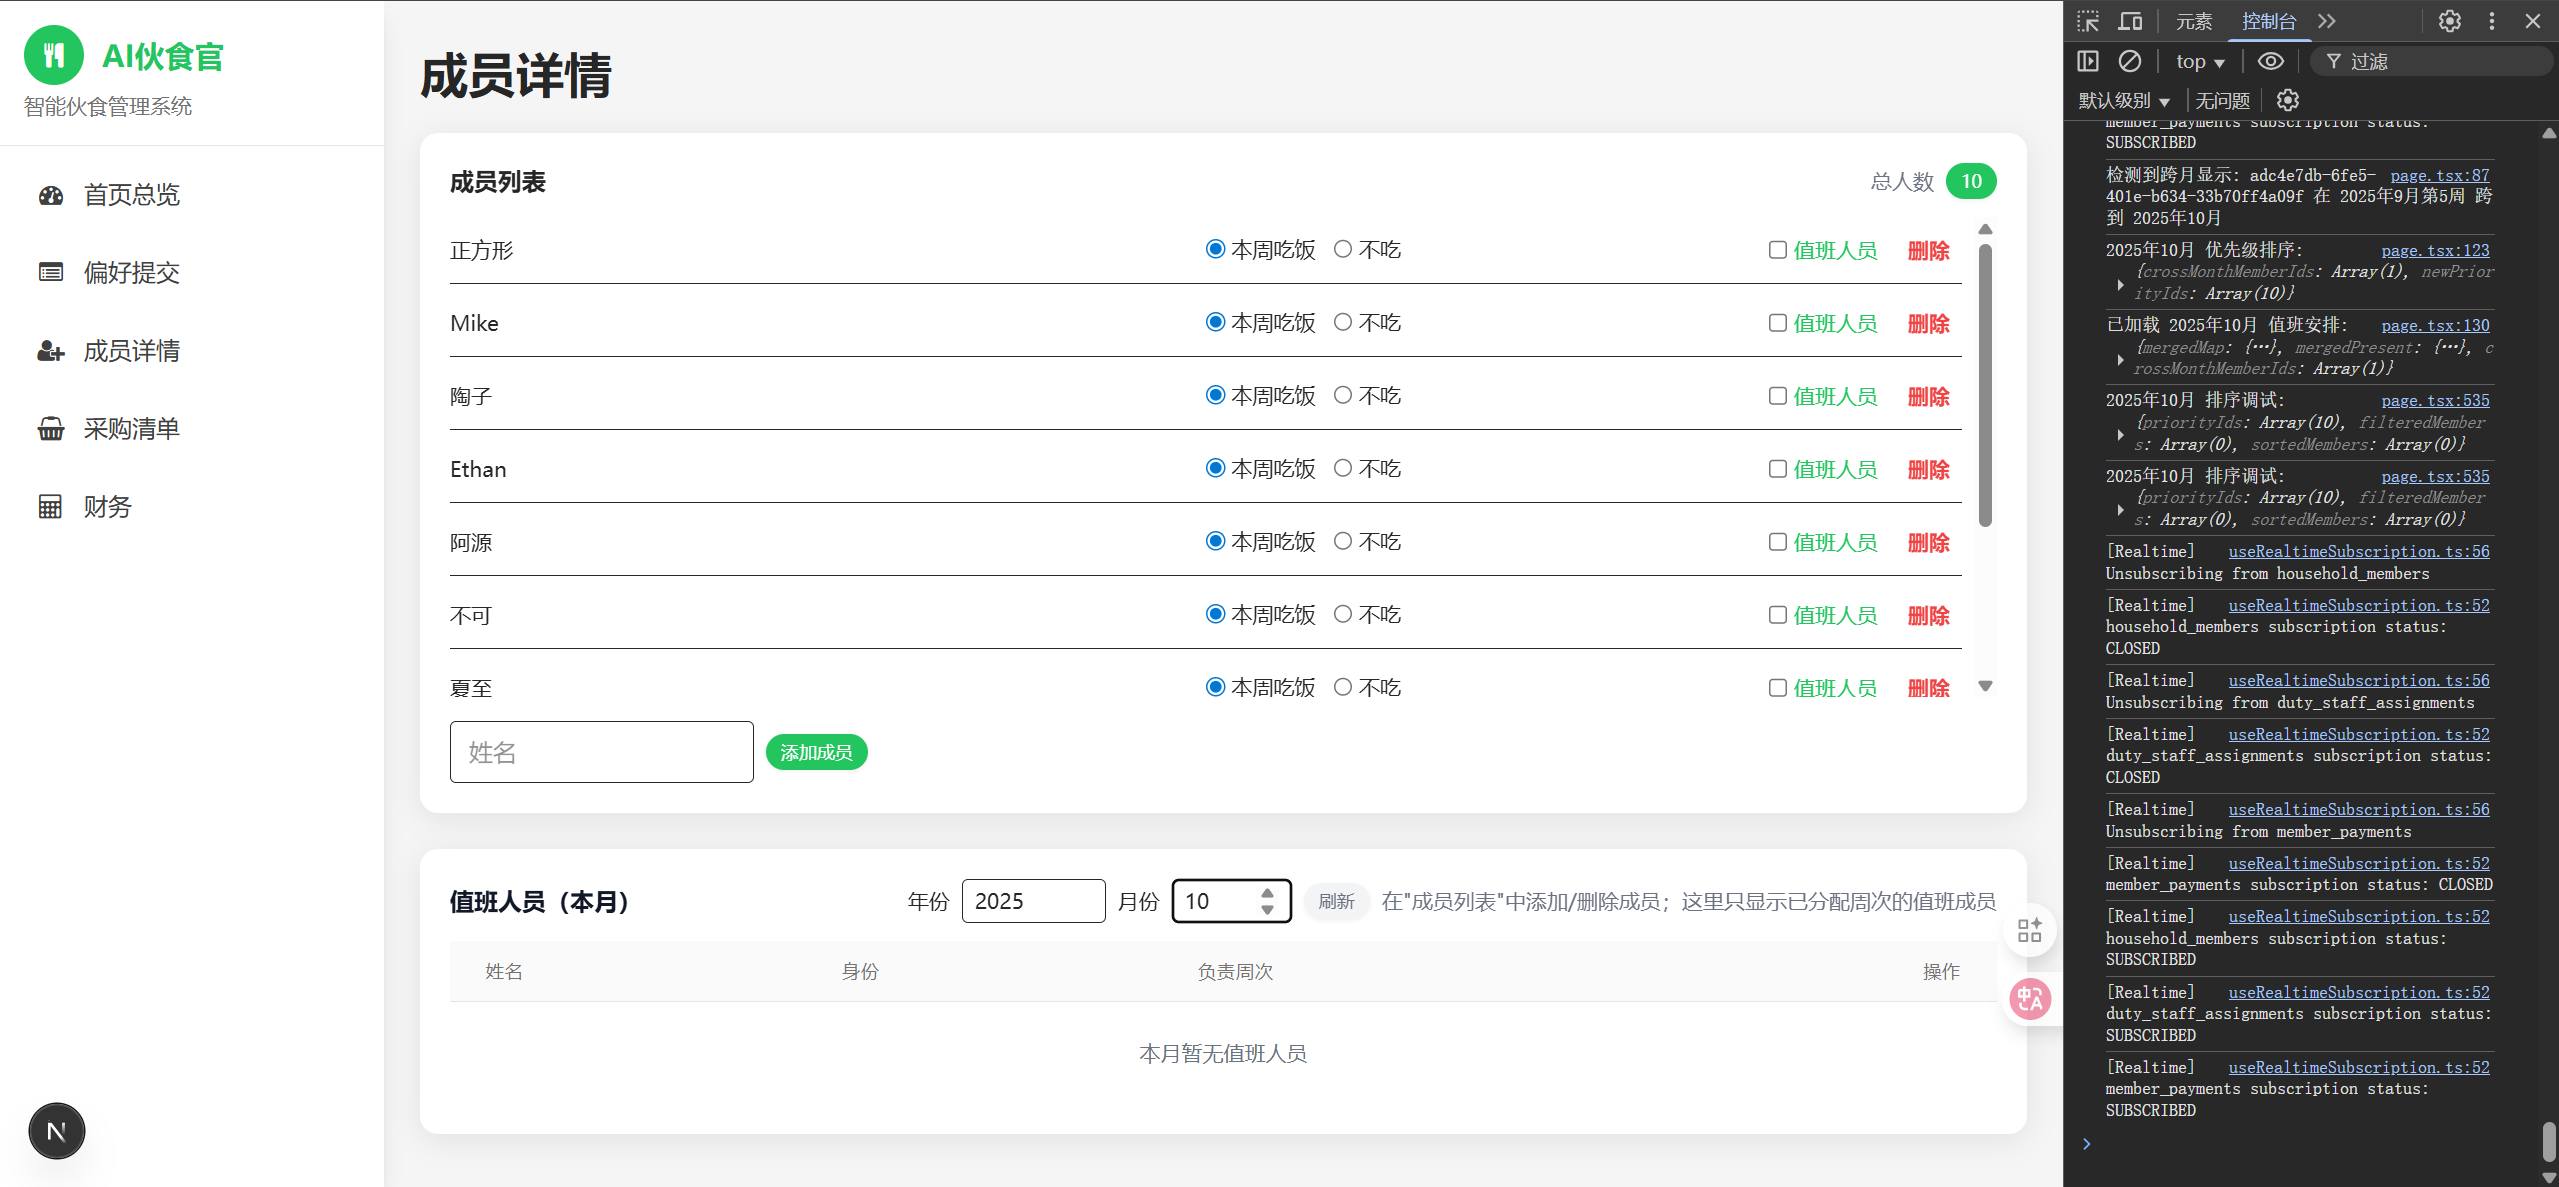 AI伙食官
智能伙食管理系统
首页总览
偏好提交
成员详情
采购清单
财务
N
成员详情
成员列表
总人数 10
正方形 本周吃饭 不吃 值班人员 删除
Mike 本周吃饭 不吃 值班人员 删除
陶子 本周吃饭 不吃 值班人员 删除
Ethan 本周吃饭 不吃 值班人员 删除
阿源 本周吃饭 不吃 值班人员 删除
不可 本周吃饭 不吃 值班人员 删除
夏至 本周吃饭 不吃 值班人员 删除
姓名 添加成员
值班人员（本月） 年份 2025 月份 10 刷新 在"成员列表"中添加/删除成员；这里只显示已分配周次的值班成员
姓名 身份 负责周次 操作
本月暂无值班人员
元素 控制台
top 过滤
默认级别 无问题
member_payments subscription status:
SUBSCRIBED
检测到跨月显示: adc4e7db-6fe5- page.tsx:87
401e-b634-33b70ff4a09f 在 2025年9月第5周 跨
到 2025年10月
2025年10月 优先级排序: page.tsx:123
{crossMonthMemberIds: Array(1), newPrior
ityIds: Array(10)}
已加载 2025年10月 值班安排: page.tsx:130
{mergedMap: {…}, mergedPresent: {…}, c
rossMonthMemberIds: Array(1)}
2025年10月 排序调试: page.tsx:535
{priorityIds: Array(10), filteredMember
s: Array(0), sortedMembers: Array(0)}
2025年10月 排序调试: page.tsx:535
{priorityIds: Array(10), filteredMember
s: Array(0), sortedMembers: Array(0)}
[Realtime] useRealtimeSubscription.ts:56
Unsubscribing from household_members
[Realtime] useRealtimeSubscription.ts:52
household_members subscription status:
CLOSED
[Realtime] useRealtimeSubscription.ts:56
Unsubscribing from duty_staff_assignments
[Realtime] useRealtimeSubscription.ts:52
duty_staff_assignments subscription status:
CLOSED
[Realtime] useRealtimeSubscription.ts:56
Unsubscribing from member_payments
[Realtime] useRealtimeSubscription.ts:52
member_payments subscription status: CLOSED
[Realtime] useRealtimeSubscription.ts:52
household_members subscription status:
SUBSCRIBED
[Realtime] useRealtimeSubscription.ts:52
duty_staff_assignments subscription status:
SUBSCRIBED
[Realtime] useRealtimeSubscription.ts:52
member_payments subscription status:
SUBSCRIBED